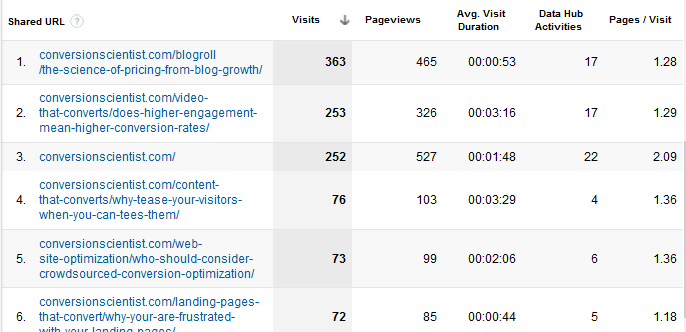 Shared URL ? Visits Pageviews Avg. Visit Duration Data Hub Activities Pages / Visit
1. conversionscientist.com/blogroll
/the-science-of-pricing-from-blog-growth/ 363 465 00:00:53 17 1.28
2. conversionscientist.com/video-
that-converts/does-higher-engagement-
mean-higher-conversion-rates/ 253 326 00:03:16 17 1.29
3. conversionscientist.com/ 252 527 00:01:48 22 2.09
4. conversionscientist.com/content-
that-converts/why-tease-your-visitors-
when-you-can-tees-them/ 76 103 00:03:29 4 1.36
5. conversionscientist.com/web-
site-optimization/who-should-consider-
crowdsourced-conversion-optimization/ 73 99 00:02:06 6 1.36
6. conversionscientist.com/landing-pages-
that-convert/why-your-are-frustrated-
with-your-landing-pages/ 72 85 00:00:44 5 1.18